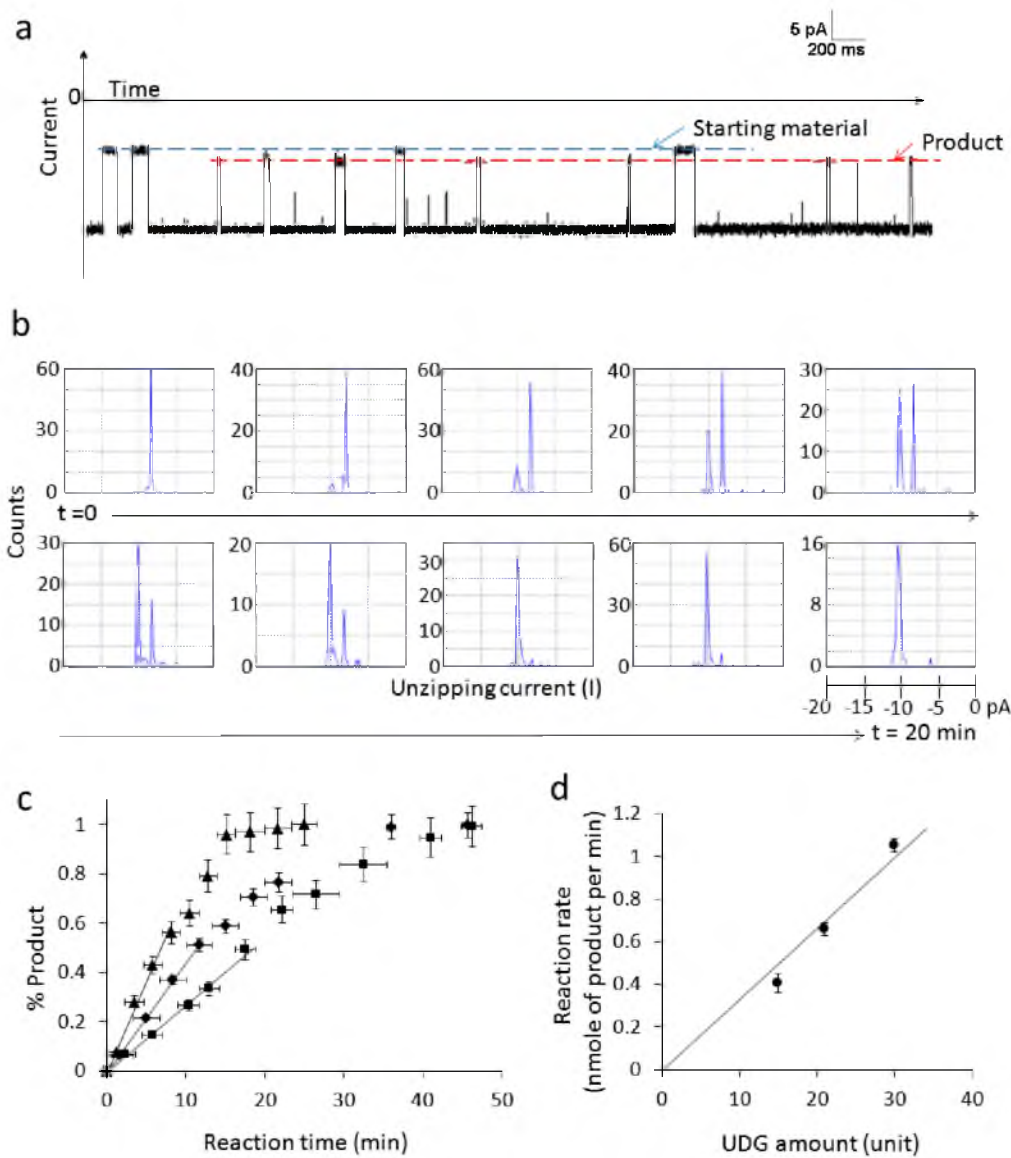 a
5 pA
200 ms
0
Time
Current
Starting material
Product
b
Counts
60
30
0
40
20
0
60
30
0
40
20
0
30
20
10
0
t =0
30
20
10
0
20
10
0
30
20
10
0
60
30
0
16
12
8
4
0
Unzipping current (I)
-20 -15 -10 -5 0 pA
t = 20 min
c
% Product
1
0.8
0.6
0.4
0.2
0
0 10 20 30 40 50
Reaction time (min)
d
Reaction rate
(nmole of product per min)
1.2
1
0.8
0.6
0.4
0.2
0
0 10 20 30 40
UDG amount (unit)